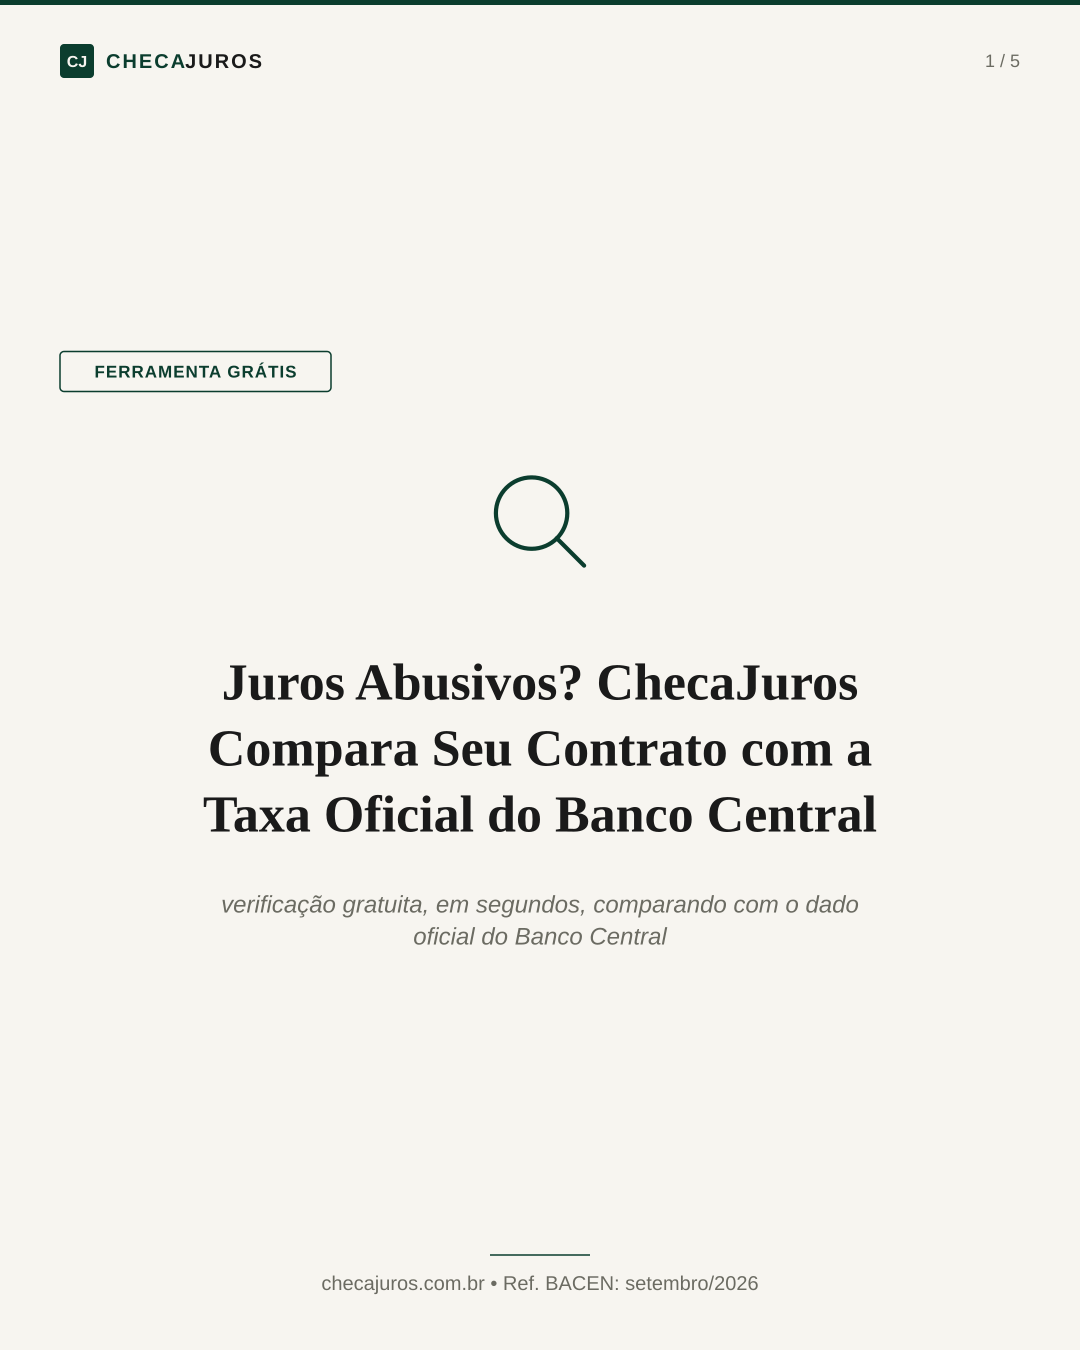 CJ CHECAJUROS
1 / 5
FERRAMENTA GRÁTIS
Juros Abusivos? ChecaJuros
Compara Seu Contrato com a
Taxa Oficial do Banco Central
verificação gratuita, em segundos, comparando com o dado
oficial do Banco Central
checajuros.com.br • Ref. BACEN: setembro/2026